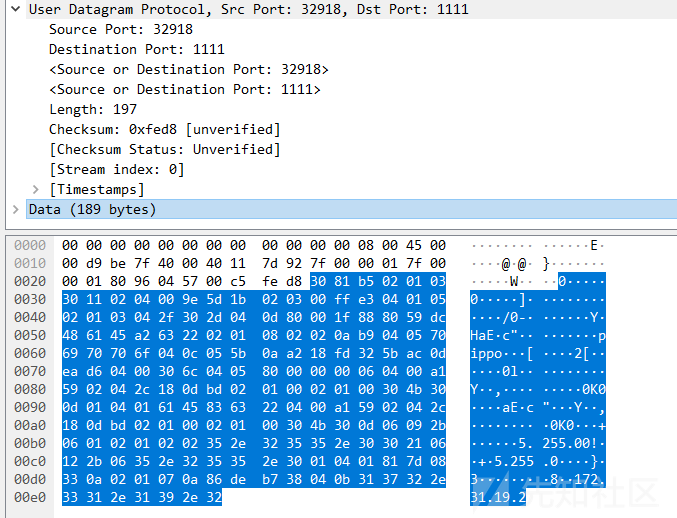 User Datagram Protocol, Src Port: 32918, Dst Port: 1111
Source Port: 32918
Destination Port: 1111
<Source or Destination Port: 32918>
<Source or Destination Port: 1111>
Length: 197
Checksum: 0xfed8 [unverified]
[Checksum Status: Unverified]
[Stream index: 0]
[Timestamps]
Data (189 bytes)
0000 00 00 00 00 00 00 00 00 00 00 00 00 08 00 45 00 ········ ······E·
0010 00 d9 be 7f 40 00 40 11 7d 92 7f 00 00 01 7f 00 ····@·@· }·······
0020 00 01 80 96 04 57 00 c5 fe d8 30 81 b5 02 01 03 ·····W·· ··0·····
0030 30 11 02 04 00 9e 5d 1b 02 03 00 ff e3 04 01 05 0·····]· ········
0040 02 01 03 04 2f 30 2d 04 0d 80 00 1f 88 80 59 dc ····/0-· ······Y·
0050 48 61 45 a2 63 22 02 01 08 02 02 0a b9 04 05 70 HaE·c"·· ·······p
0060 69 70 70 6f 04 0c 05 5b 0a a2 18 fd 32 5b ac 0d ippo···[ ····2[··
0070 ea d6 04 00 30 6c 04 05 80 00 00 00 06 04 00 a1 ····0l·· ········
0080 59 02 04 2c 18 0d bd 02 01 00 02 01 00 30 4b 30 Y··,···· ·····0K0
0090 0d 01 04 01 61 45 83 63 22 04 00 a1 59 02 04 2c ····aE·c "···Y··,
00a0 18 0d bd 02 01 00 02 01 00 30 4b 30 0d 06 09 2b ········ ·0K0···+
00b0 06 01 02 01 02 02 35 2e 32 35 35 2e 30 30 21 06 ······5. 255.00!·
00c0 12 2b 06 35 2e 32 35 35 2e 30 01 04 01 81 7d 08 ·+·5.255 .0····}·
00d0 33 0a 02 01 07 0a 86 de b7 38 04 0b 31 37 32 2e 3······· ·8··172.
00e0 33 31 2e 31 39 2e 32 31.19.2
先知社区